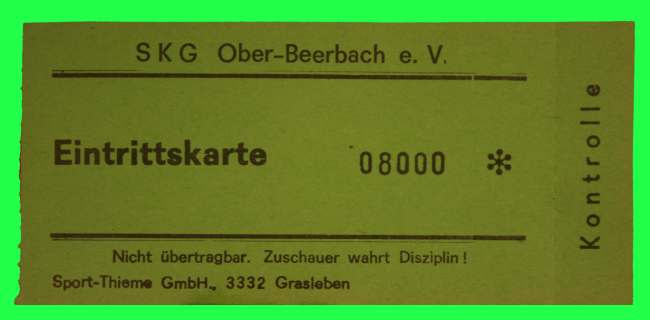 SKG Ober-Beerbach e. V.
Eintrittskarte 08000 *
Nicht übertragbar. Zuschauer wahrt Disziplin!
Sport-Thieme GmbH., 3332 Grasleben
Kontrolle